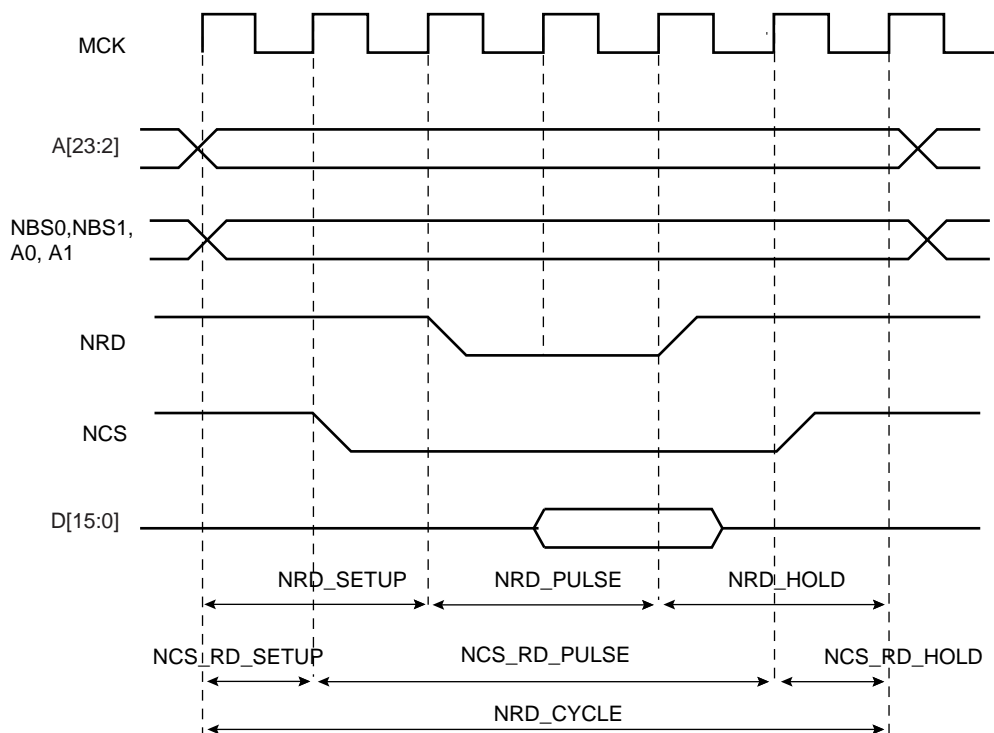 MCK
A[23:2]
NBS0,NBS1,
A0, A1
NRD
NCS
D[15:0]
NRD_SETUP NRD_PULSE NRD_HOLD
NCS_RD_SETUP NCS_RD_PULSE NCS_RD_HOLD
NRD_CYCLE